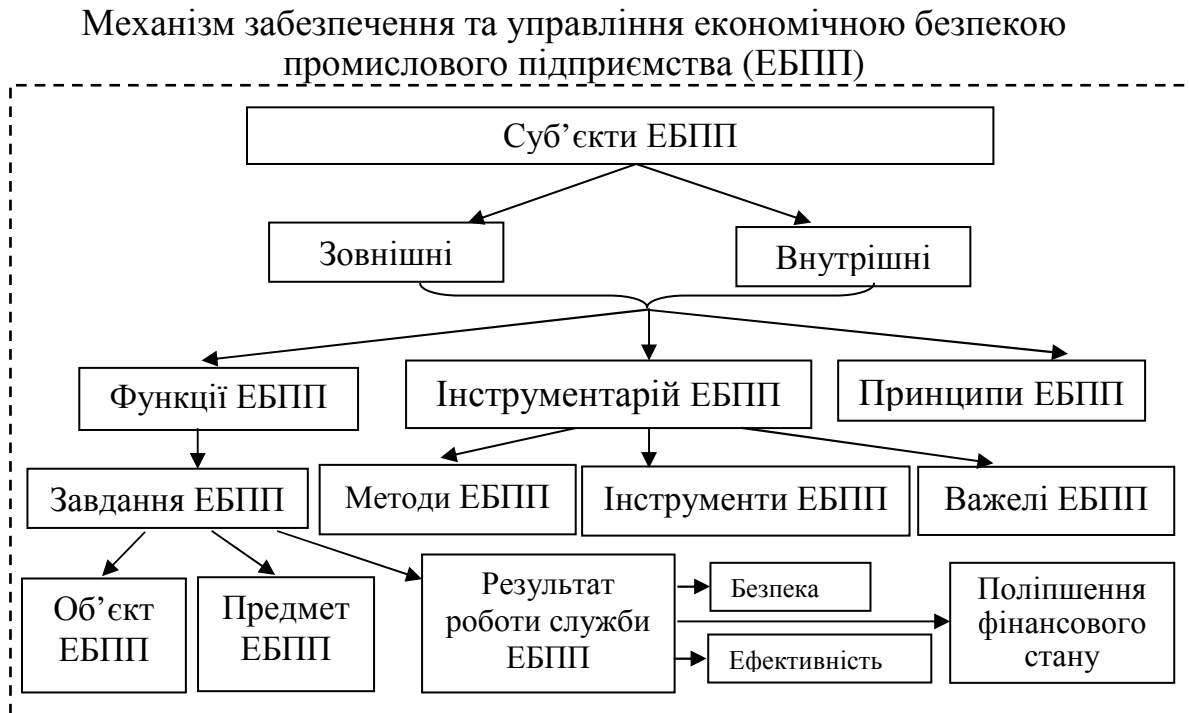 Механізм забезпечення та управління економічною безпекою
промислового підприємства (ЕБПП)
Суб’єкти ЕБПП
Зовнішні
Внутрішні
Функції ЕБПП
Інструментарій ЕБПП
Принципи ЕБПП
Завдання ЕБПП
Методи ЕБПП
Інструменти ЕБПП
Важелі ЕБПП
Об’єкт
ЕБПП
Предмет
ЕБПП
Результат
роботи служби
ЕБПП
Безпека
Ефективність
Поліпшення
фінансового
стану